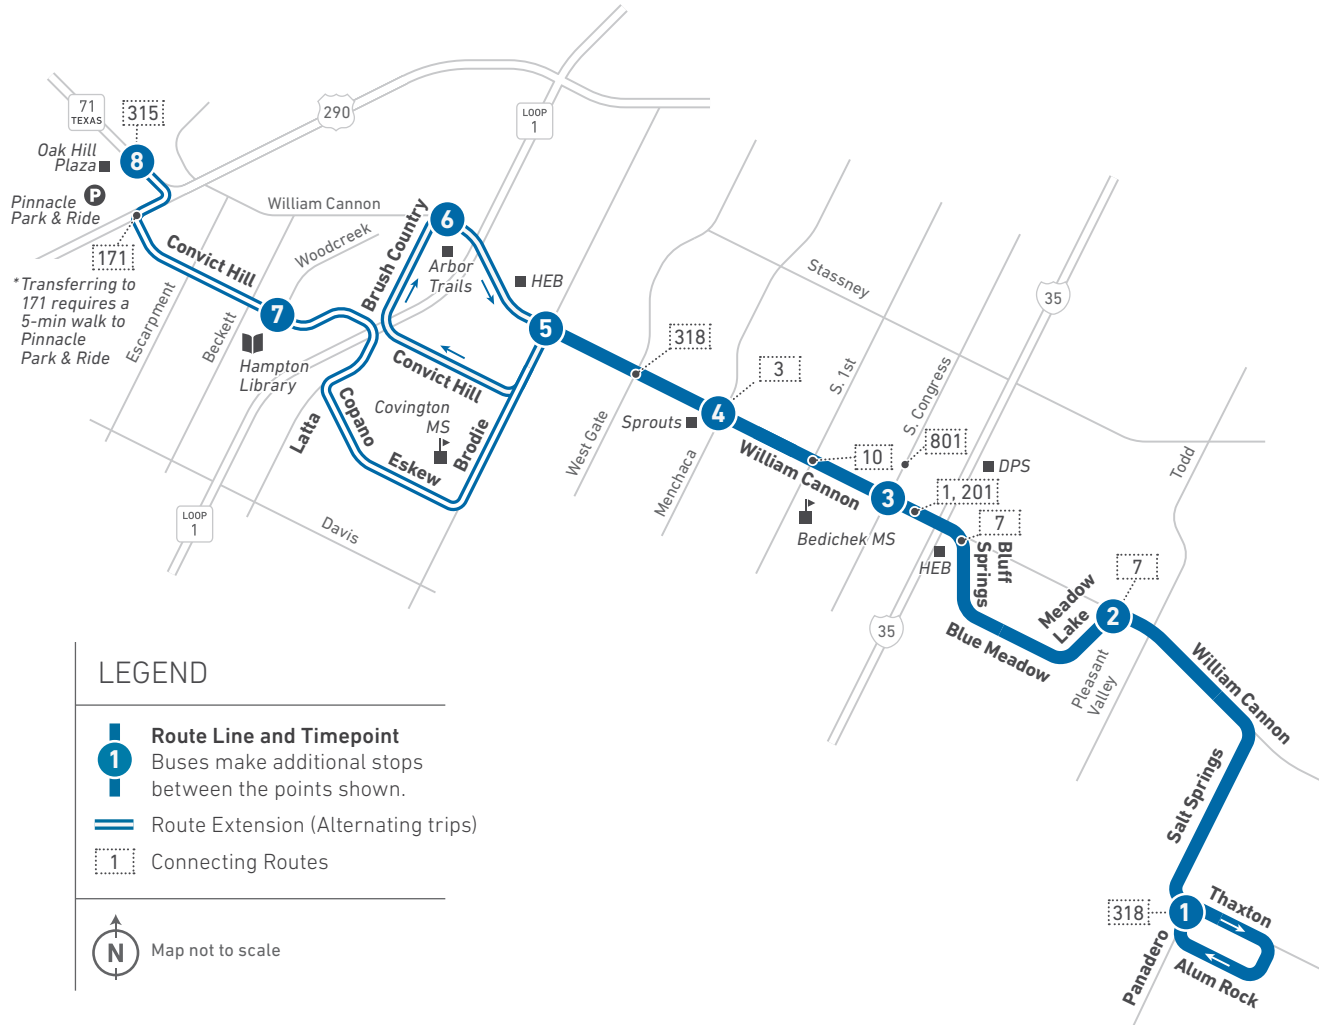 71
TEXAS
315
290
LOOP
1
Oak Hill
Plaza
8
P
Pinnacle
Park & Ride
William Cannon
6
171
Convict Hill
Woodcreek
Brush Country
Arbor
Trails
HEB
*Transferring to
171 requires a
5-min walk to
Pinnacle
Park & Ride
Escarpment
Beckett
7
Hampton
Library
5
Convict Hill
Latta
Copano
Covington
MS
Eskew
Brodie
LOOP
1
Davis
318
West Gate
Sprouts
4
3
Menchaca
Stassney
35
S. 1st
S. Congress
William Cannon
10
801
3
DPS
1, 201
Bedichek MS
7
HEB
Bluff
Springs
35
Todd
7
Meadow
Lake
2
Blue Meadow
Pleasant
Valley
William Cannon
Salt Springs
318
1
Thaxton
Panadero
Alum Rock
LEGEND
1
Route Line and Timepoint
Buses make additional stops
between the points shown.
Route Extension (Alternating trips)
1
Connecting Routes
N
Map not to scale